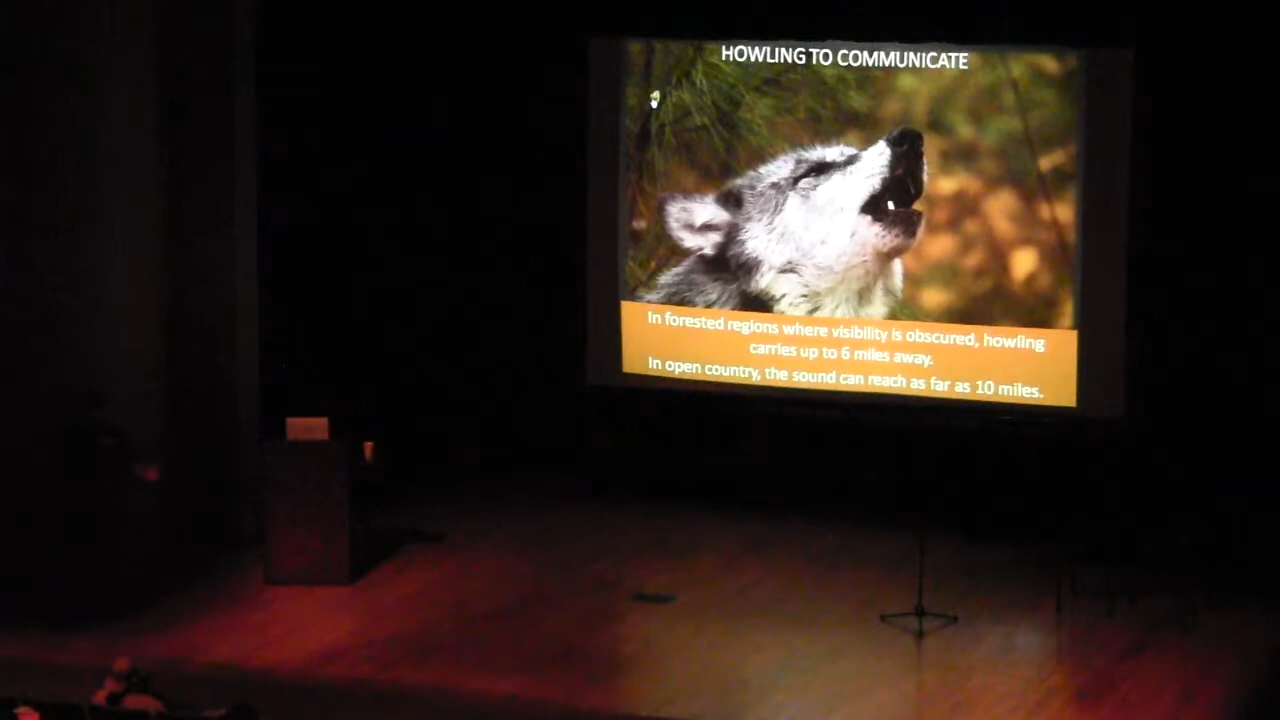 HOWLING TO COMMUNICATE
In forested regions where visibility is obscured, howling
carries up to 6 miles away.
In open country, the sound can reach as far as 10 miles.